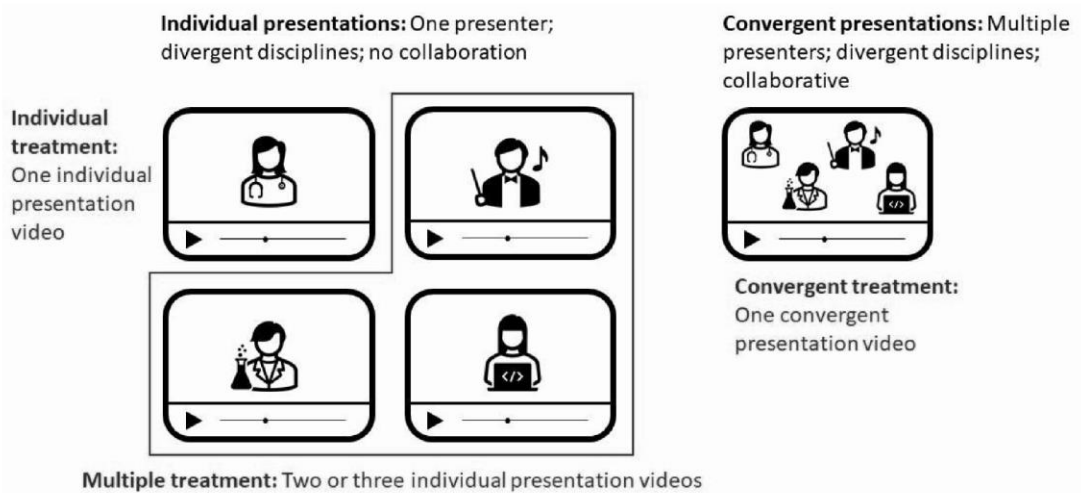 Individual presentations: One presenter;
divergent disciplines; no collaboration
Convergent presentations: Multiple
presenters; divergent disciplines;
collaborative
Individual
treatment:
One individual
presentation
video
</>
</>
Convergent treatment:
One convergent
presentation video
Multiple treatment: Two or three individual presentation videos